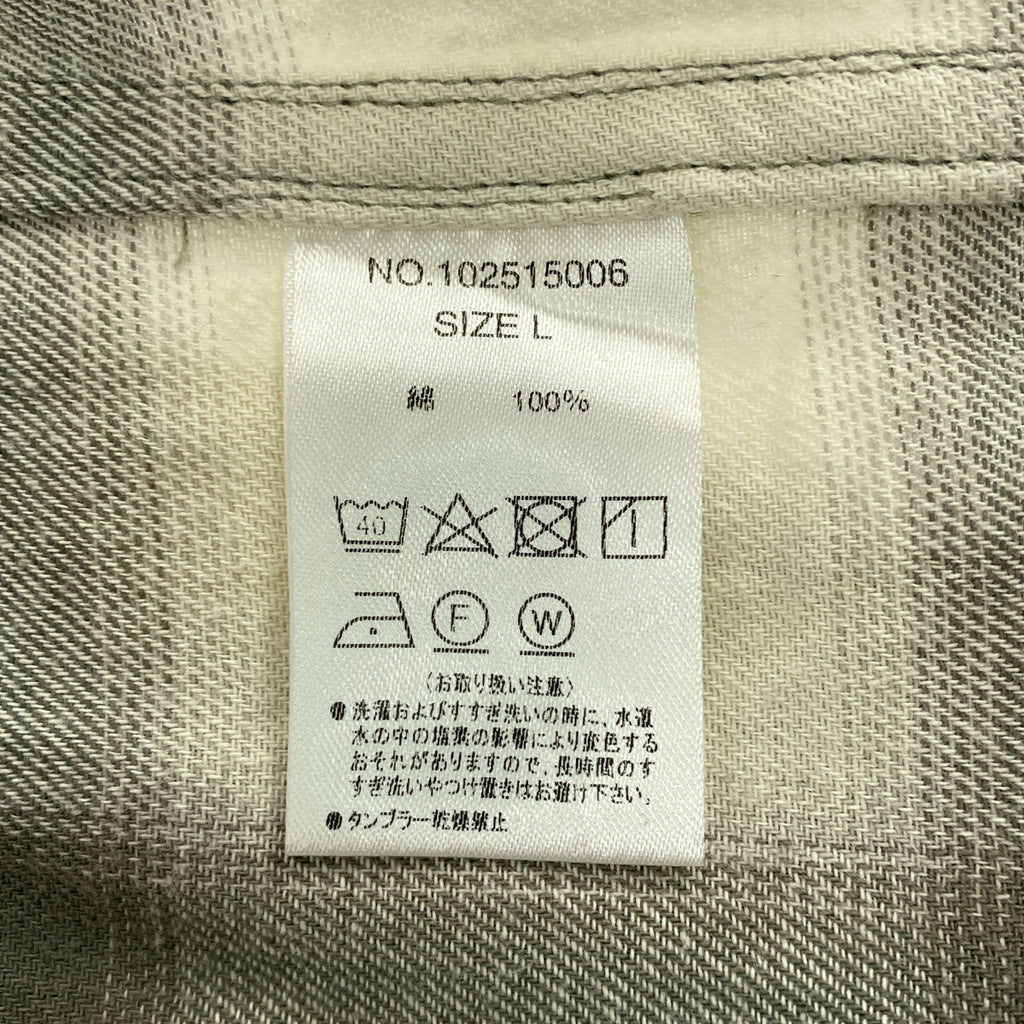 NO.102515006
SIZE L
綿 100%
40
F W
〈お取り扱い注意〉
●洗濯およびすすぎ洗いの時に、水道
水の中の塩素の影響により変色する
おそれがありますので、長時間のす
すぎ洗いやつけ置きはお避け下さい。
●タンブラー乾燥禁止